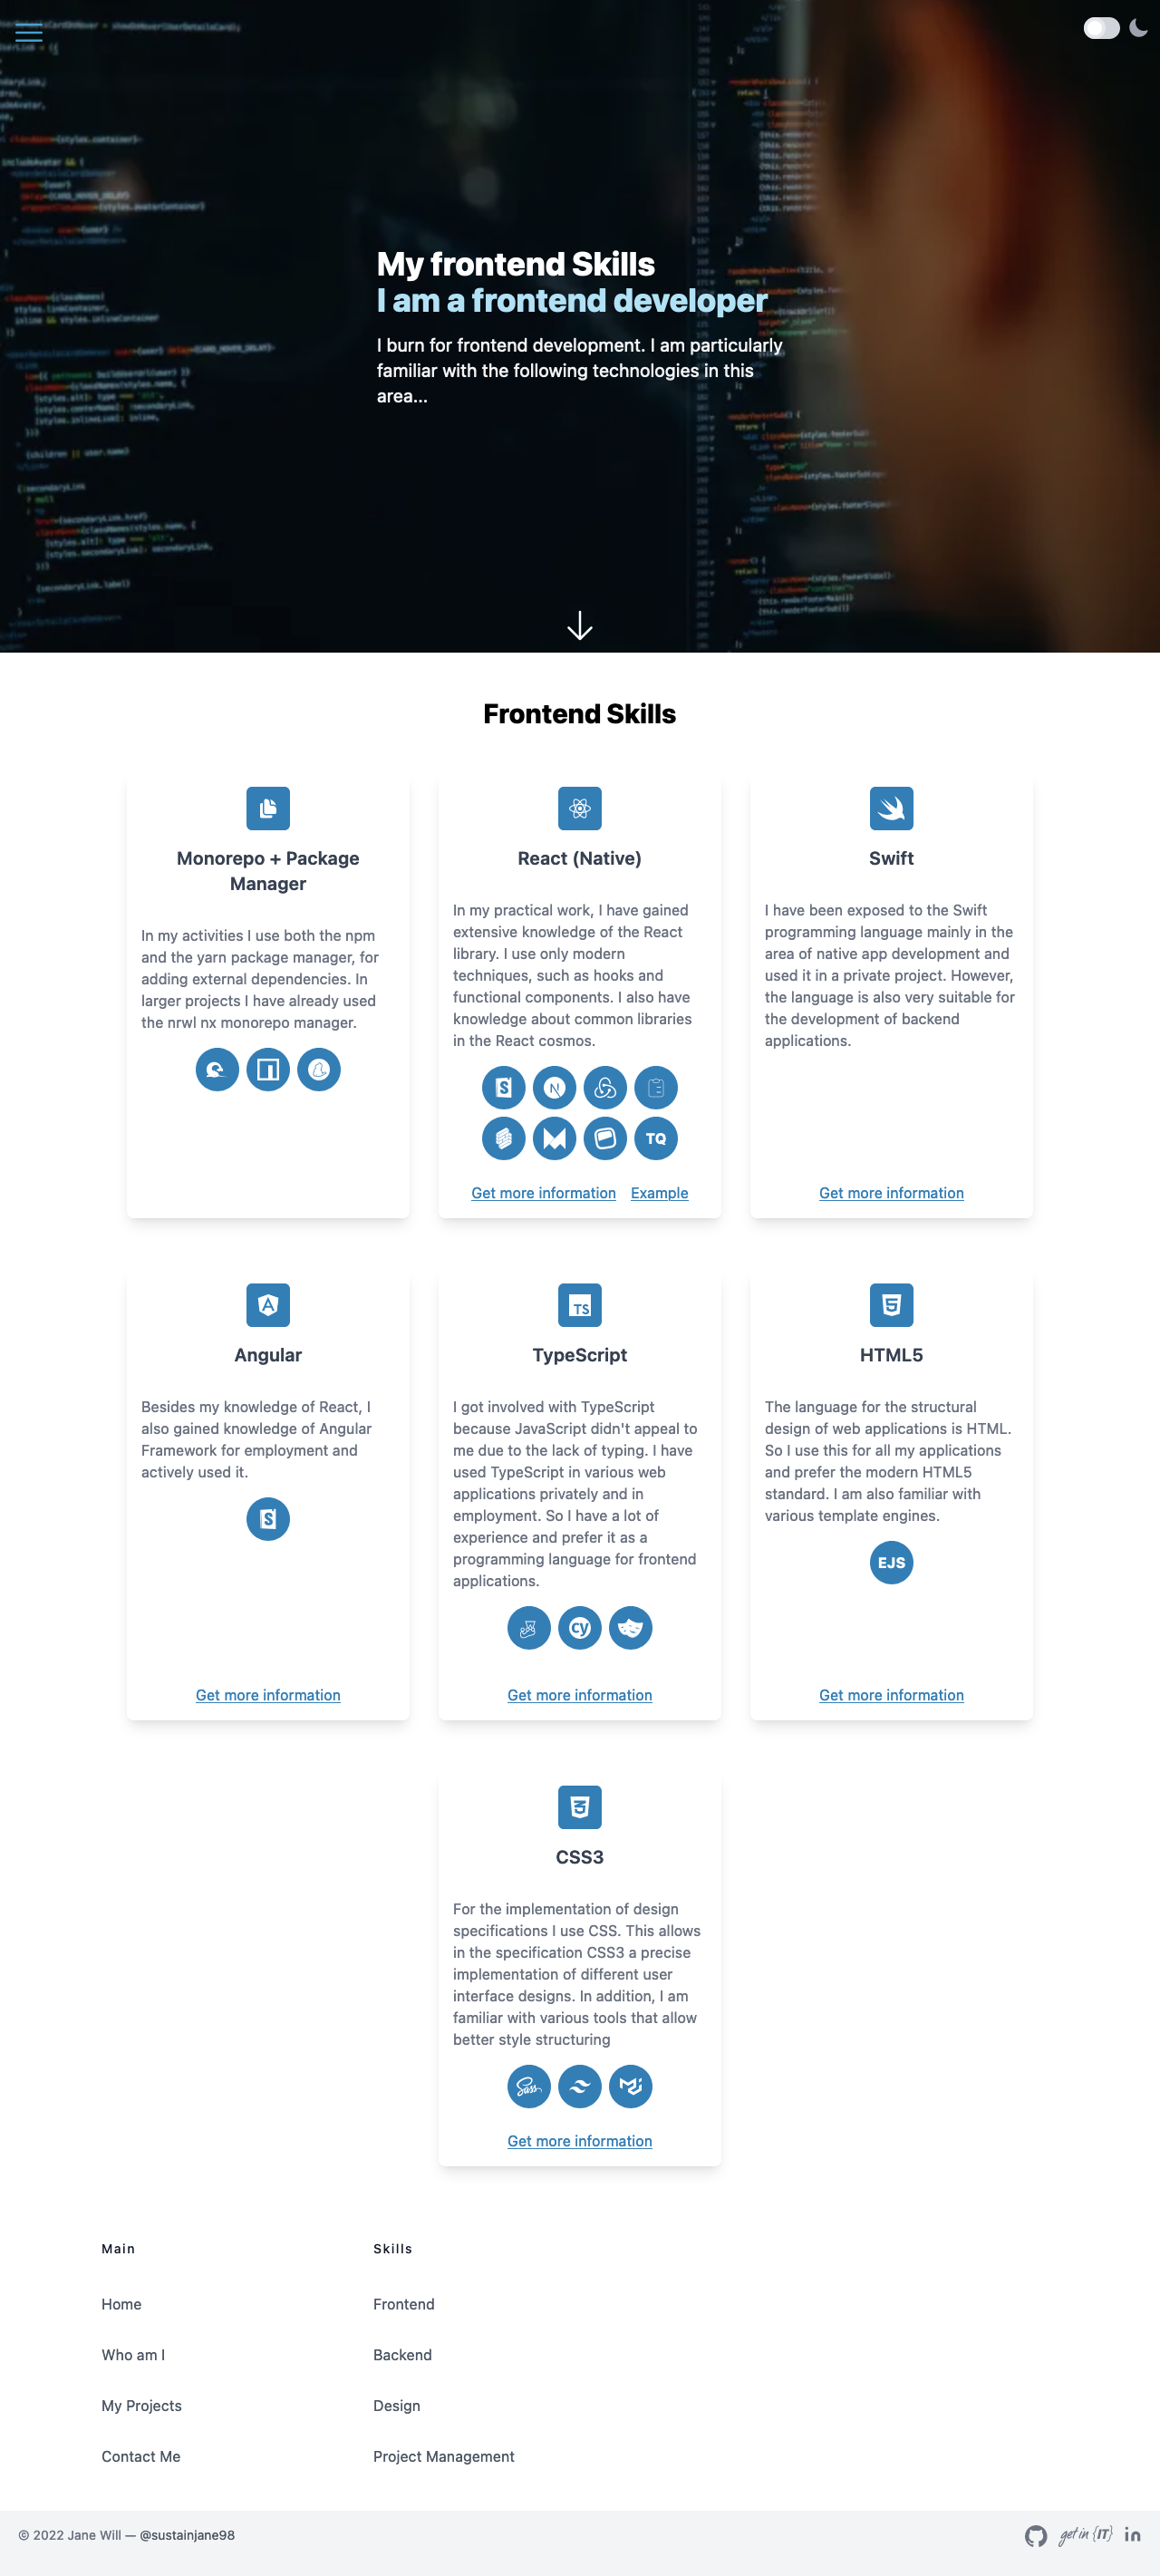 My frontend Skills
I am a frontend developer
I burn for frontend development. I am particularly
familiar with the following technologies in this
area...
Frontend Skills
Monorepo + Package
Manager
In my activities I use both the npm
and the yarn package manager, for
adding external dependencies. In
larger projects I have already used
the nrwl nx monorepo manager.
React (Native)
In my practical work, I have gained
extensive knowledge of the React
library. I use only modern
techniques, such as hooks and
functional components. I also have
knowledge about common libraries
in the React cosmos.
TQ
Get more information Example
Swift
I have been exposed to the Swift
programming language mainly in the
area of native app development and
used it in a private project. However,
the language is also very suitable for
the development of backend
applications.
Get more information
Angular
Besides my knowledge of React, I
also gained knowledge of Angular
Framework for employment and
actively used it.
Get more information
TS
TypeScript
I got involved with TypeScript
because JavaScript didn't appeal to
me due to the lack of typing. I have
used TypeScript in various web
applications privately and in
employment. So I have a lot of
experience and prefer it as a
programming language for frontend
applications.
cy
Get more information
HTML5
The language for the structural
design of web applications is HTML.
So I use this for all my applications
and prefer the modern HTML5
standard. I am also familiar with
various template engines.
EJS
Get more information
CSS3
For the implementation of design
specifications I use CSS. This allows
in the specification CSS3 a precise
implementation of different user
interface designs. In addition, I am
familiar with various tools that allow
better style structuring
Sass
Get more information
Main
Home
Who am I
My Projects
Contact Me
Skills
Frontend
Backend
Design
Project Management
© 2022 Jane Will — @sustainjane98
get in {IT}
in